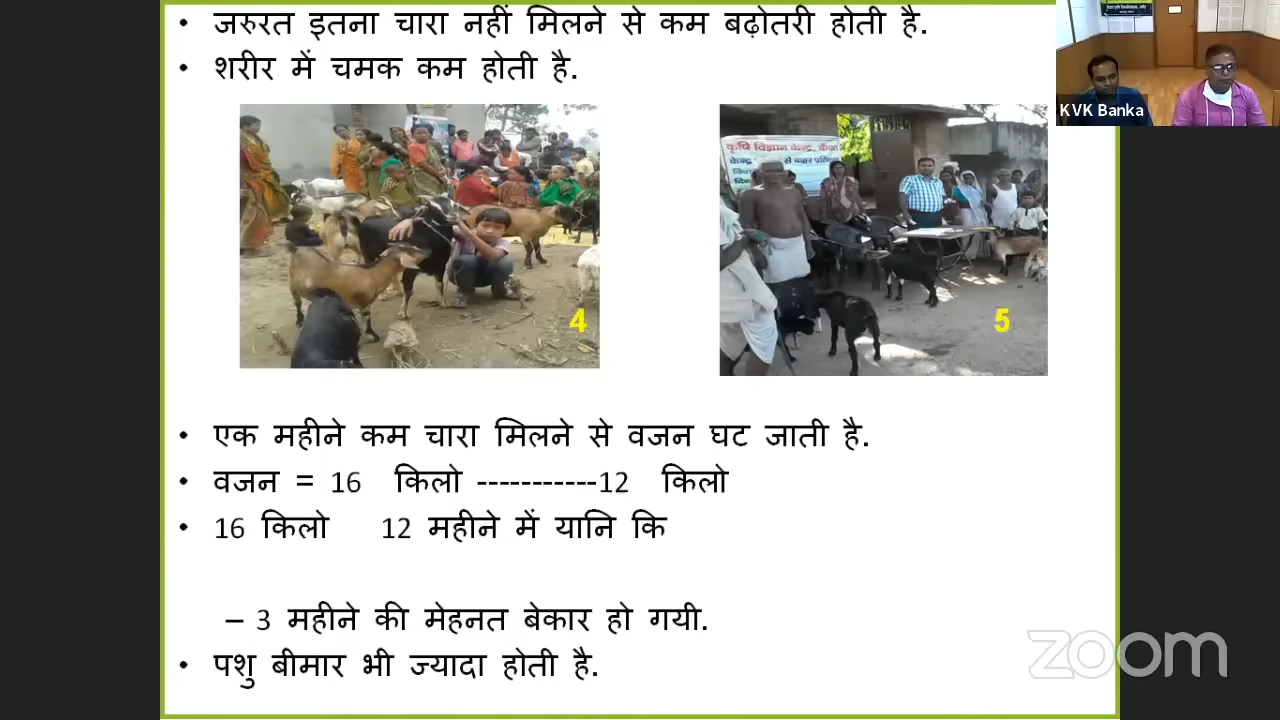 • जरुरत इतना चारा नहीं मिलने से कम बढ़ोतरी होती है.
• शरीर में चमक कम होती है.
KVK Banka
कृषि विज्ञान केन्द्र,
केन्द्र से बाहर
4
5
• एक महीने कम चारा मिलने से वजन घट जाती है.
• वजन = 16 किलो -----------12 किलो
• 16 किलो 12 महीने में यानि कि
– 3 महीने की मेहनत बेकार हो गयी.
• पशु बीमार भी ज्यादा होती है.
zoom